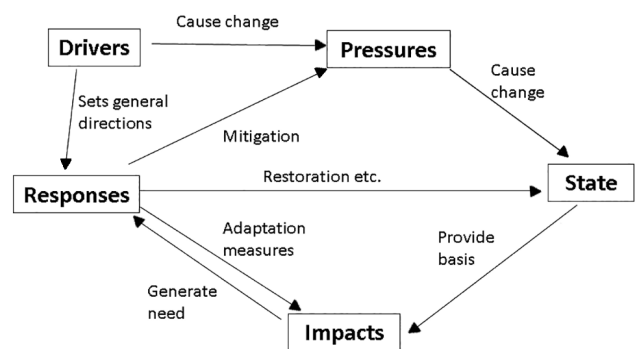 Cause change
Drivers
Pressures
Cause
change
Sets general
directions
Mitigation
Restoration etc.
State
Responses
Adaptation
measures
Provide
basis
Generate
need
Impacts